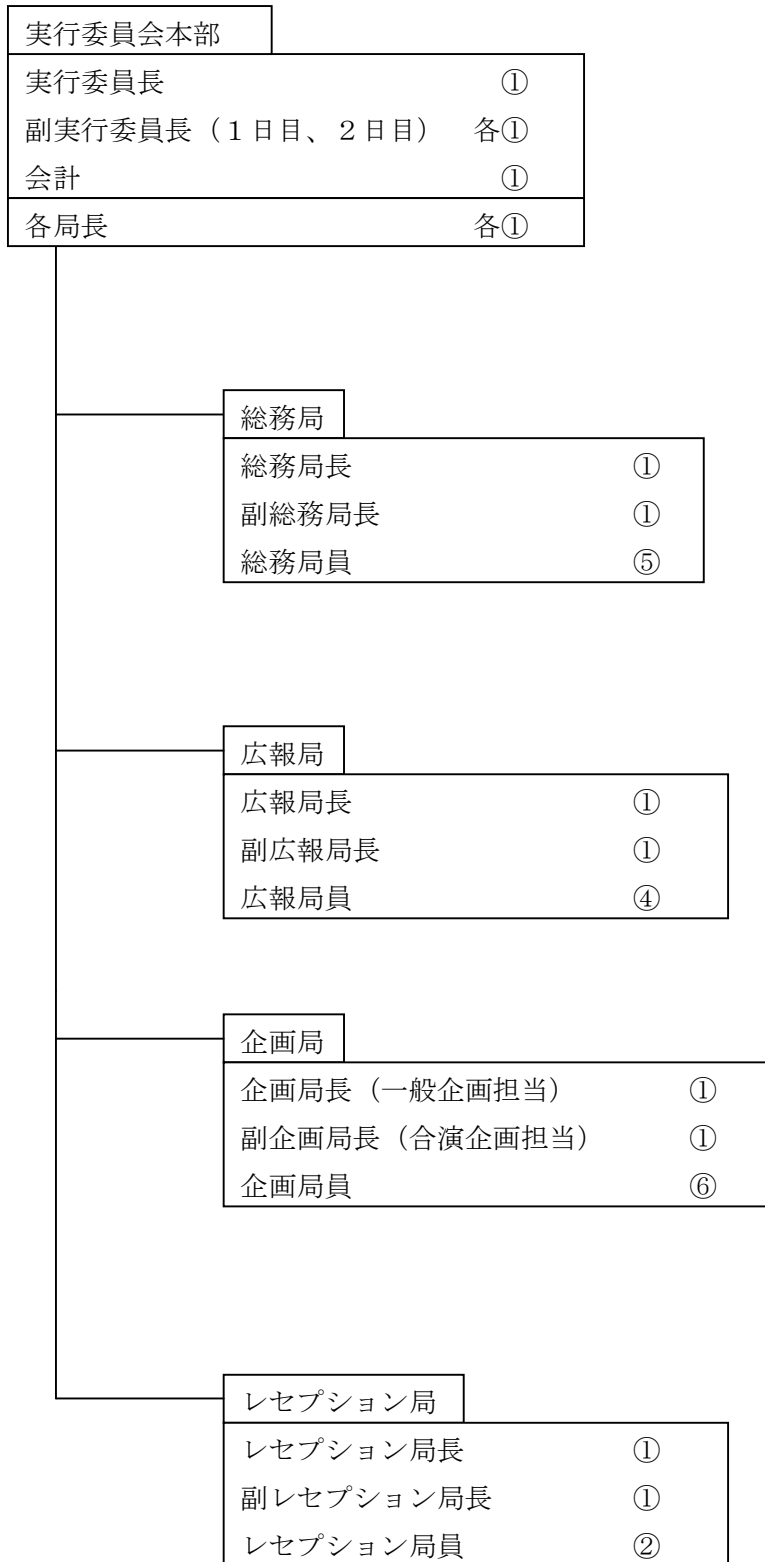 実行委員会本部
実行委員長 ①
副実行委員長（１日目、２日目） 各①
会計 ①
各局長 各①
総務局
総務局長 ①
副総務局長 ①
総務局員 ⑤
広報局
広報局長 ①
副広報局長 ①
広報局員 ④
企画局
企画局長（一般企画担当） ①
副企画局長（合演企画担当） ①
企画局員 ⑥
レセプション局
レセプション局長 ①
副レセプション局長 ①
レセプション局員 ②